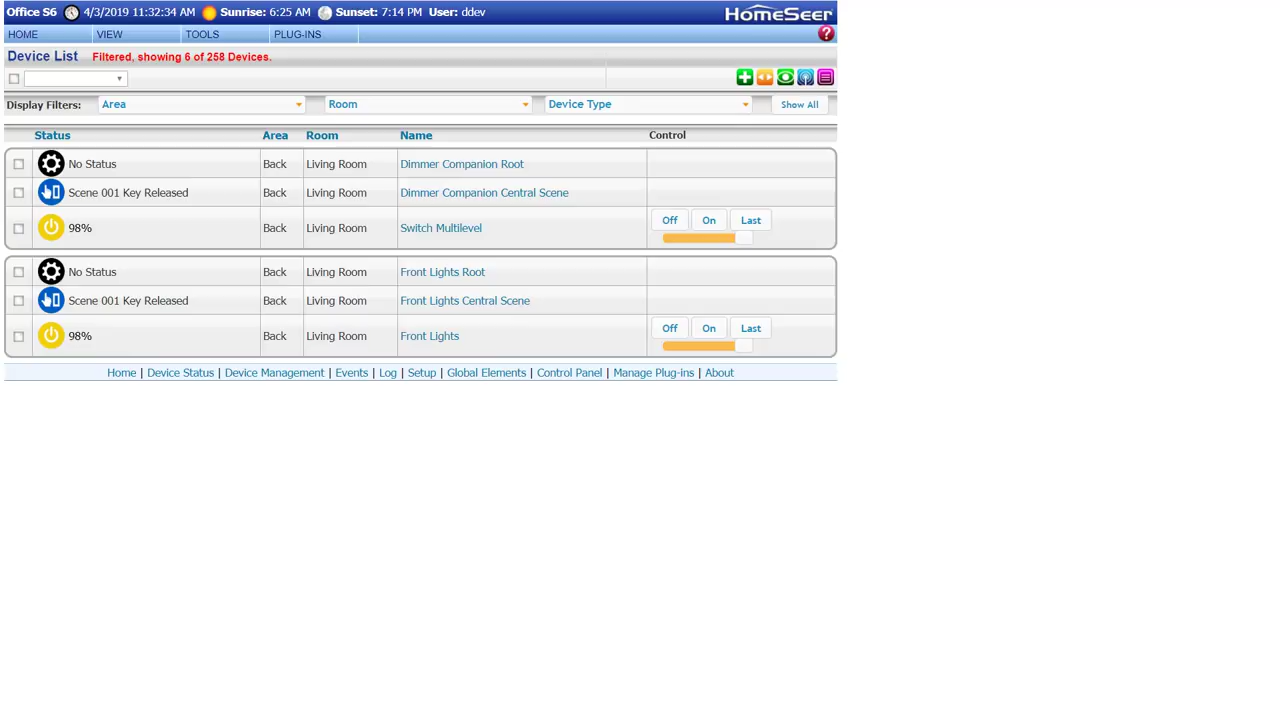 Office S6 4/3/2019 11:32:34 AM Sunrise: 6:25 AM Sunset: 7:14 PM User: ddev HomeSeer
HOME VIEW TOOLS PLUG-INS ?
Device List Filtered, showing 6 of 258 Devices.
Display Filters: Area Room Device Type Show All
Status Area Room Name Control
No Status Back Living Room Dimmer Companion Root
Scene 001 Key Released Back Living Room Dimmer Companion Central Scene
98% Back Living Room Switch Multilevel Off On Last
No Status Back Living Room Front Lights Root
Scene 001 Key Released Back Living Room Front Lights Central Scene
98% Back Living Room Front Lights Off On Last
Home | Device Status | Device Management | Events | Log | Setup | Global Elements | Control Panel | Manage Plug-ins | About